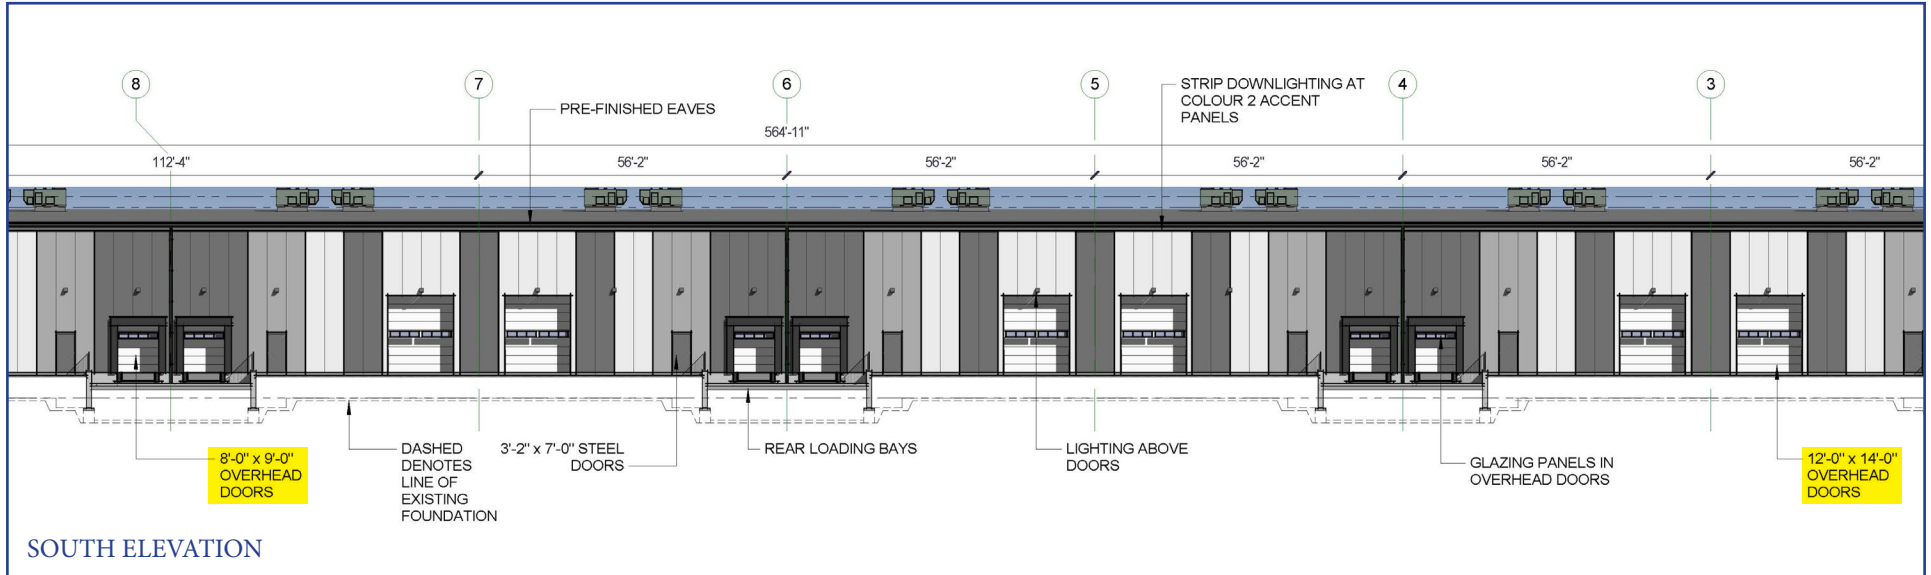 8
7
6
5
4
3
PRE-FINISHED EAVES
STRIP DOWNLIGHTING AT
COLOUR 2 ACCENT
PANELS
564'-11"
112'-4"
56'-2"
56'-2"
56'-2"
56'-2"
56'-2"
8'-0" x 9'-0"
OVERHEAD
DOORS
DASHED
DENOTES
LINE OF
EXISTING
FOUNDATION
3'-2" x 7'-0" STEEL
DOORS
REAR LOADING BAYS
LIGHTING ABOVE
DOORS
GLAZING PANELS IN
OVERHEAD DOORS
12'-0" x 14'-0"
OVERHEAD
DOORS
SOUTH ELEVATION